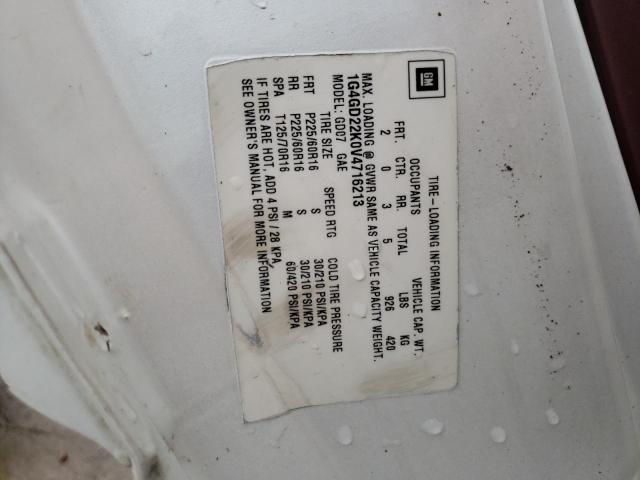 GM
TIRE-LOADING INFORMATION
OCCUPANTS VEHICLE CAP. WT.
FRT. CTR. RR. TOTAL LBS KG
2 0 3 5 926 420
MAX. LOADING @ GVWR SAME AS VEHICLE CAPACITY WEIGHT.
1G4GD22K0V4716213
MODEL: GD07 GAE
TIRE SIZE SPEED RTG COLD TIRE PRESSURE
FRT P225/60R16 S 30/210 PSI/KPA
RR P225/60R16 S 30/210 PSI/KPA
SPA T125/70R16 M 60/420 PSI/KPA
IF TIRES ARE HOT, ADD 4 PSI / 28 KPA
SEE OWNER'S MANUAL FOR MORE INFORMATION